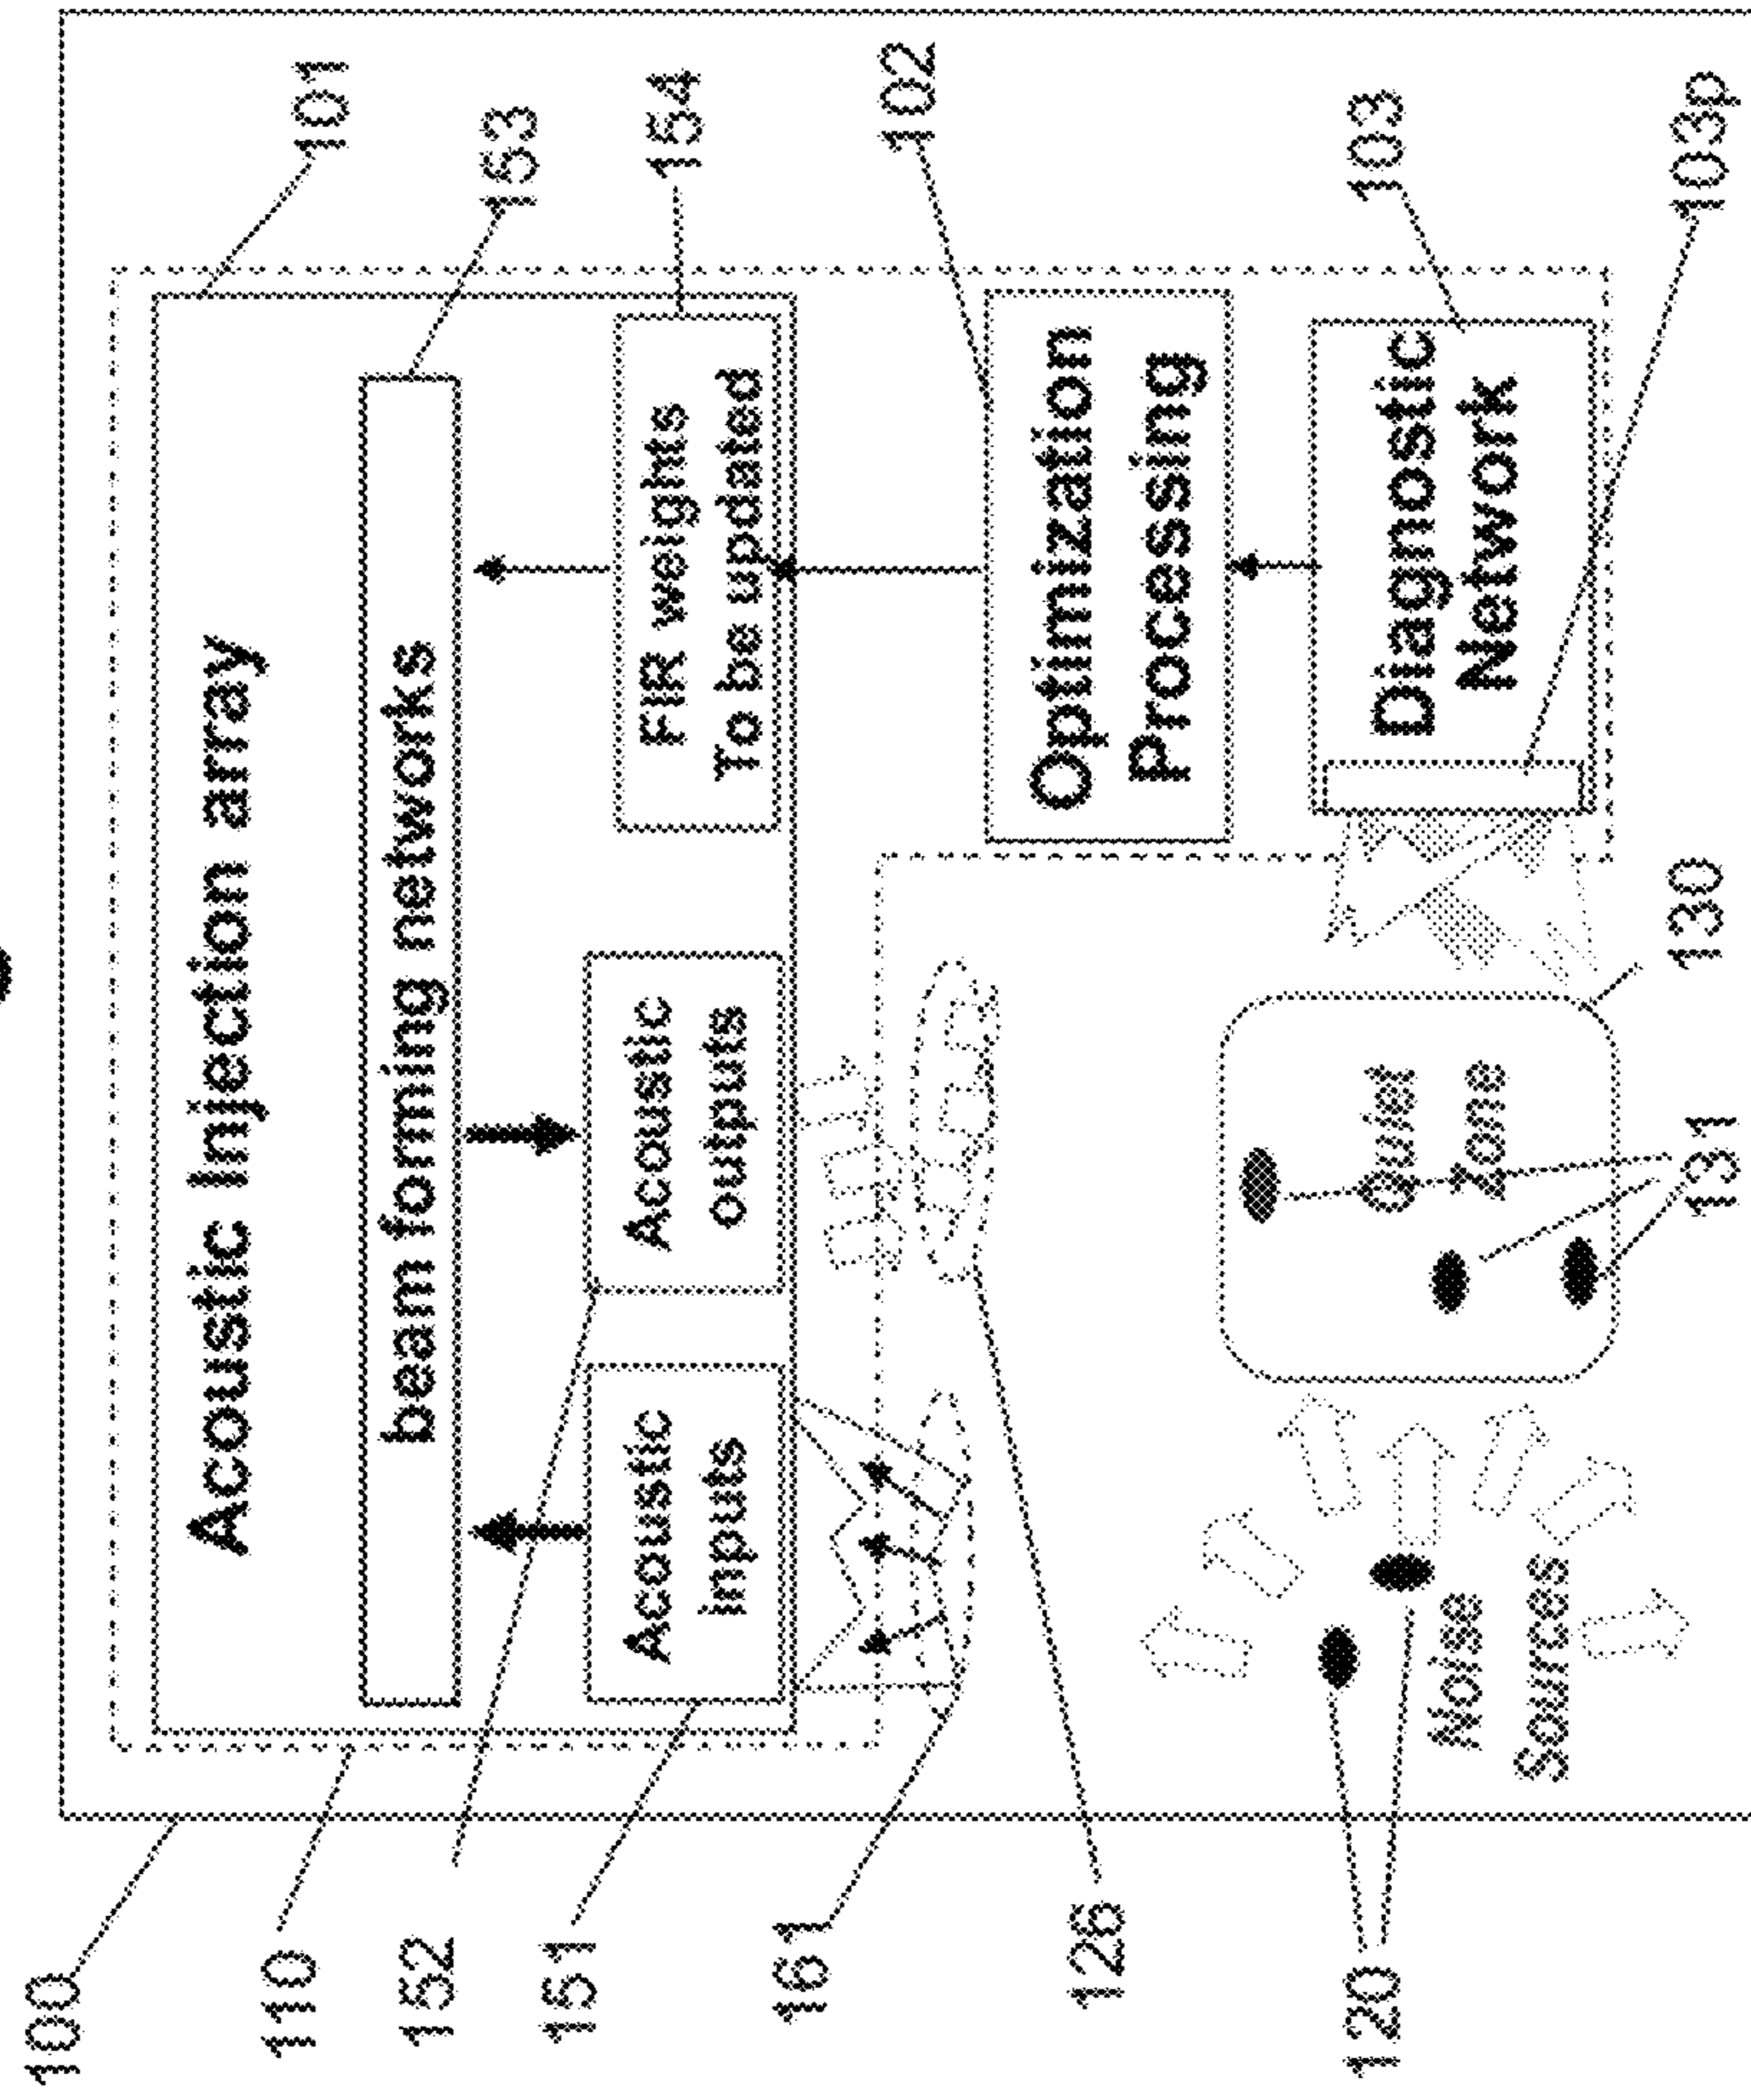 100
110
152
151
161
126
120
Acoustic Injection array
beam forming networks
Acoustic
inputs
Acoustic
outputs
FIR weights
To be updated
Optimization
Processing
Diagnostic
Network
Noise
Sources
Quiet
Zone
131
130
101
153
154
102
103
103p